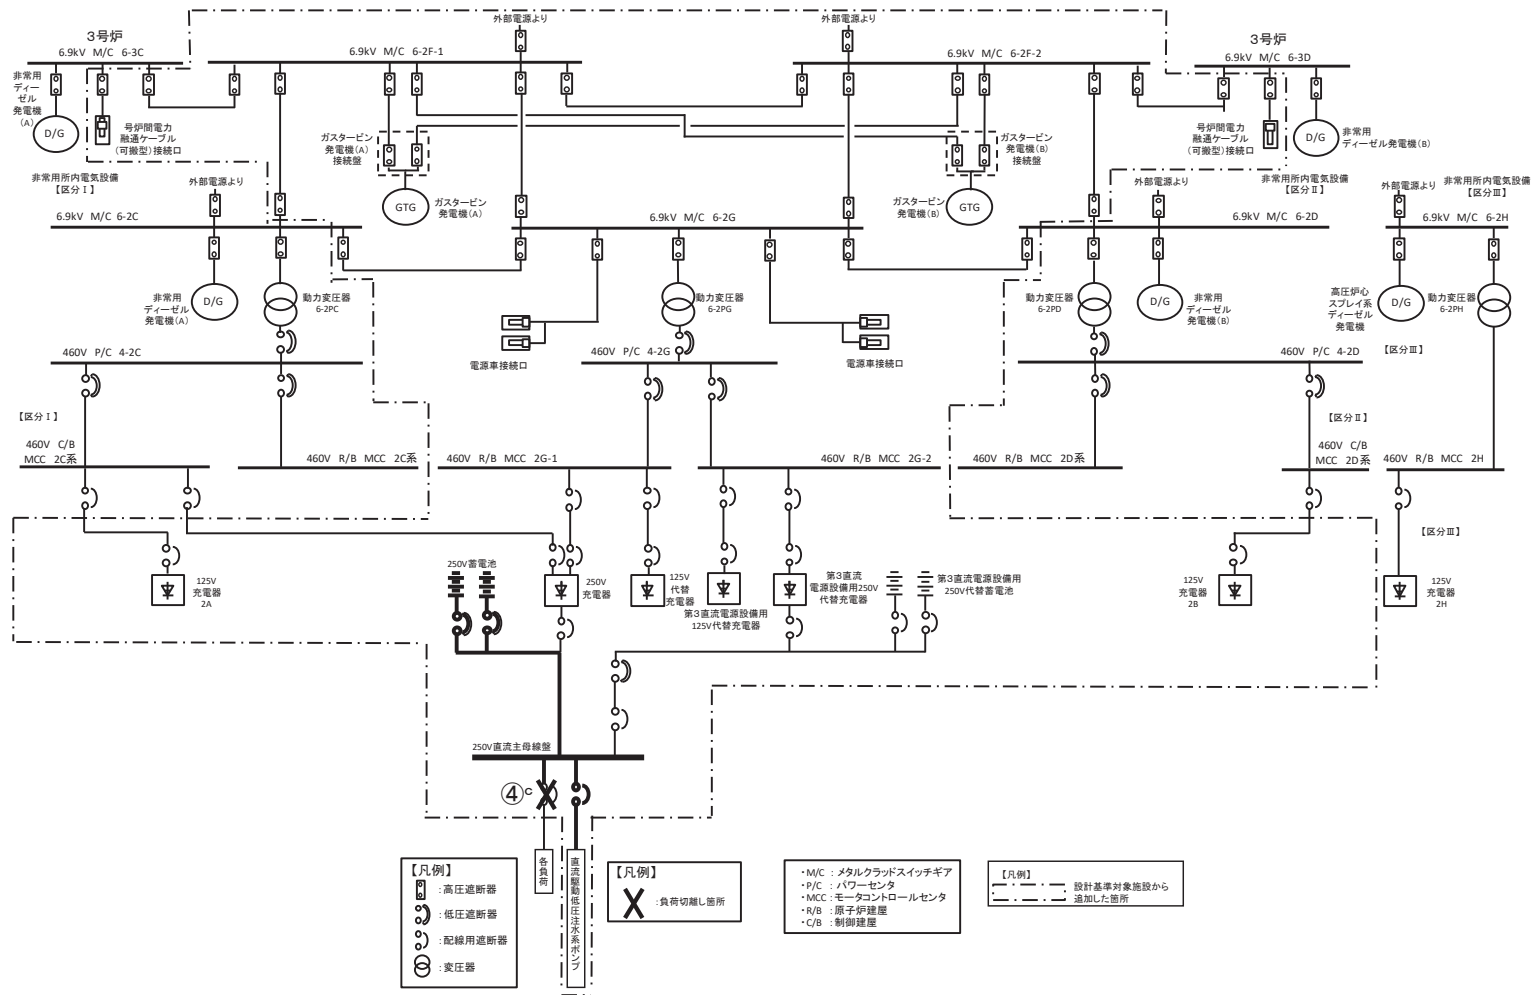 外部電源より
外部電源より
3号炉
6.9kV M/C 6-3C
6.9kV M/C 6-2F-1
6.9kV M/C 6-2F-2
3号炉
6.9kV M/C 6-3D
非常用
ディー
ゼル
発電機
(A)
D/G
号炉間電力
融通ケーブル
(可搬型)接続口
ガスタービン
発電機(A)
接続盤
ガスタービン
発電機(B)
接続盤
号炉間電力
融通ケーブル
(可搬型)接続口
D/G
非常用
ディーゼル発電機(B)
非常用所内電気設備
【区分Ⅰ】
外部電源より
GTG
ガスタービン
発電機(A)
ガスタービン
発電機(B)
GTG
外部電源より
非常用所内電気設備
【区分Ⅱ】
外部電源より
非常用所内電気設備
【区分Ⅲ】
6.9kV M/C 6-2C
6.9kV M/C 6-2G
6.9kV M/C 6-2D
6.9kV M/C 6-2H
非常用
ディーゼル
発電機(A)
D/G
動力変圧器
6-2PC
動力変圧器
6-2PG
動力変圧器
6-2PD
D/G
非常用
ディーゼル
発電機(B)
高圧炉心
スプレイ系
ディーゼル
発電機
D/G
動力変圧器
6-2PH
460V P/C 4-2C
460V P/C 4-2G
460V P/C 4-2D
電源車接続口
電源車接続口
【区分Ⅲ】
【区分Ⅰ】
【区分Ⅱ】
460V C/B
MCC 2C系
460V R/B MCC 2C系
460V R/B MCC 2G-1
460V R/B MCC 2G-2
460V R/B MCC 2D系
460V C/B
MCC 2D系
460V R/B MCC 2H
【区分Ⅲ】
125V
充電器
2A
250V蓄電池
250V
充電器
125V
代替
充電器
第3直流電源設備用
125V代替充電器
第3直流
電源設備用250V
代替充電器
第3直流電源設備用
250V代替蓄電池
125V
充電器
2B
125V
充電器
2H
250V直流主母線盤
④c
各負荷
直流駆動低圧注水系ポンプ
【凡例】
:高圧遮断器
:低圧遮断器
:配線用遮断器
:変圧器
【凡例】
:負荷切離し箇所
・M/C :メタルクラッドスイッチギア
・P/C :パワーセンタ
・MCC :モータコントロールセンタ
・R/B :原子炉建屋
・C/B :制御建屋
【凡例】
:設計基準対象施設から
追加した箇所